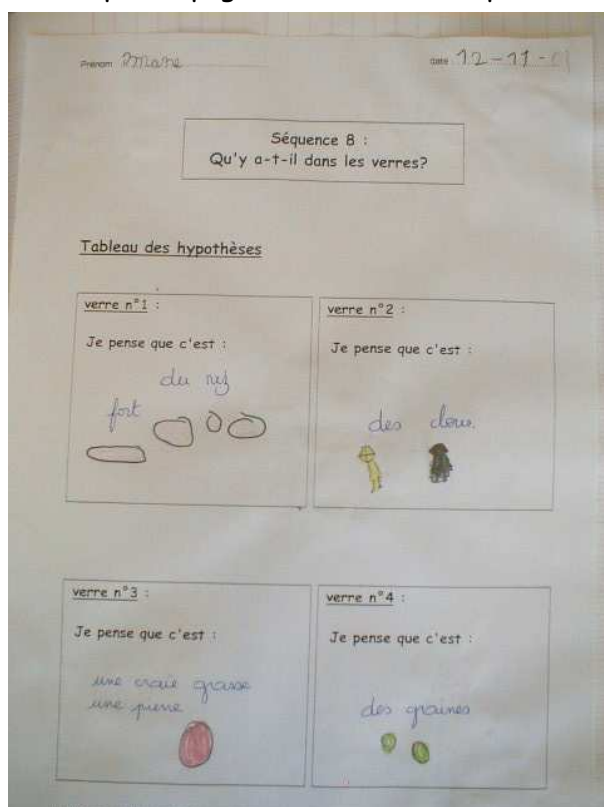 Prénom
date 12-11-
Séquence 8 :
Qu'y a-t-il dans les verres?
Tableau des hypothèses
verre n°1 :
Je pense que c'est :
du riz
fort
verre n°2 :
Je pense que c'est :
des clous.
verre n°3 :
Je pense que c'est :
une craie grasse
une pierre
verre n°4 :
Je pense que c'est :
des graines